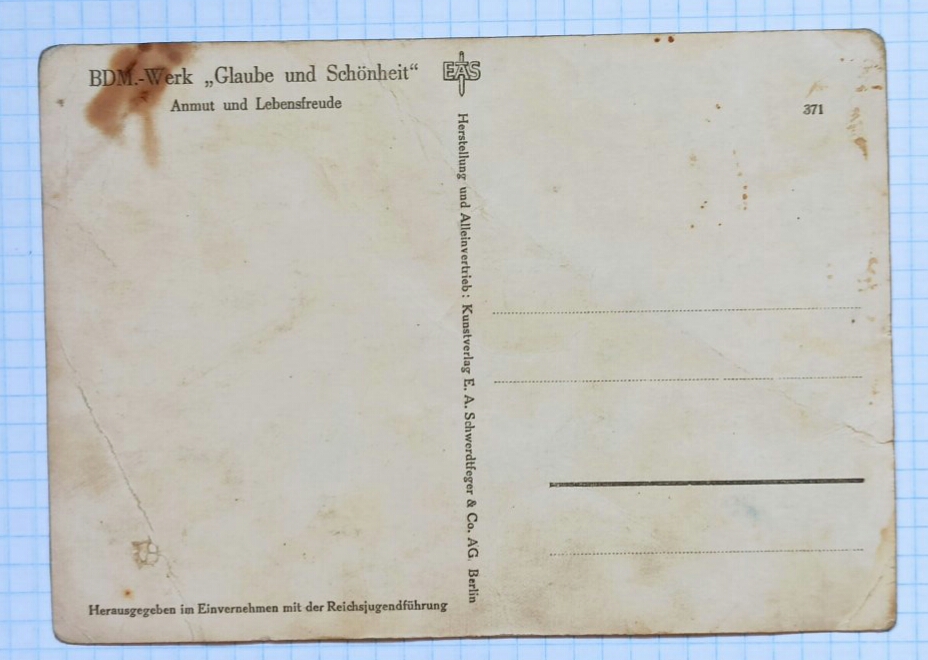 BDM.-Werk „Glaube und Schönheit“
Anmut und Lebensfreude
EAS
371
Herstellung und Alleinvertrieb: Kunstverlag E. A. Schwerdtfeger & Co. AG. Berlin
Herausgegeben im Einvernehmen mit der Reichsjugendführung